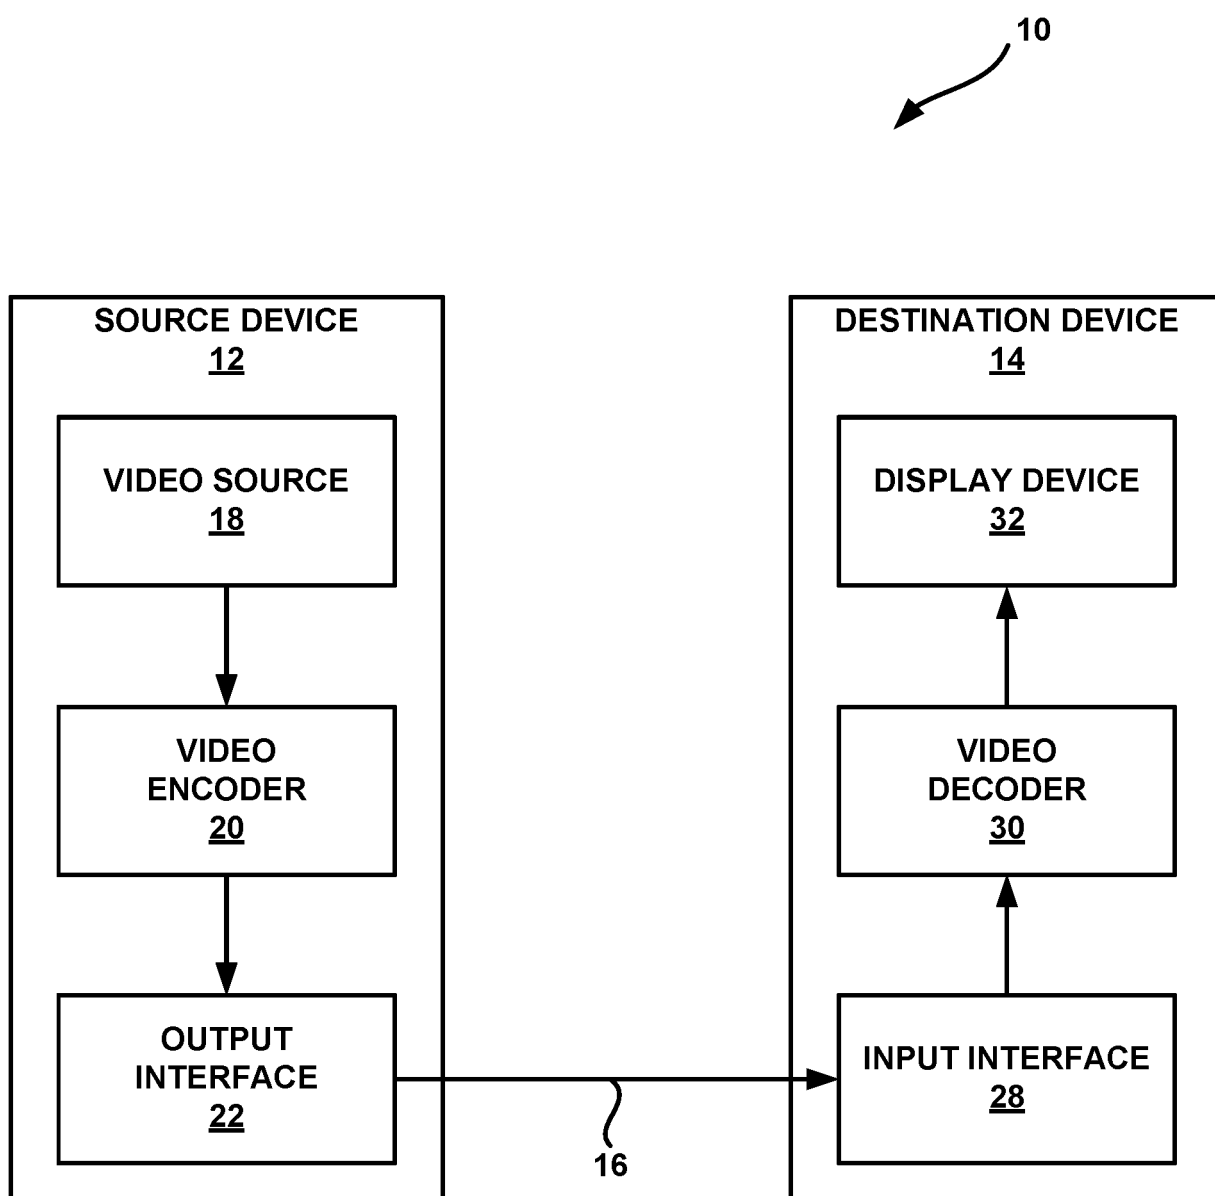 10
SOURCE DEVICE
12
VIDEO SOURCE
18
VIDEO
ENCODER
20
OUTPUT
INTERFACE
22
16
DESTINATION DEVICE
14
DISPLAY DEVICE
32
VIDEO
DECODER
30
INPUT INTERFACE
28